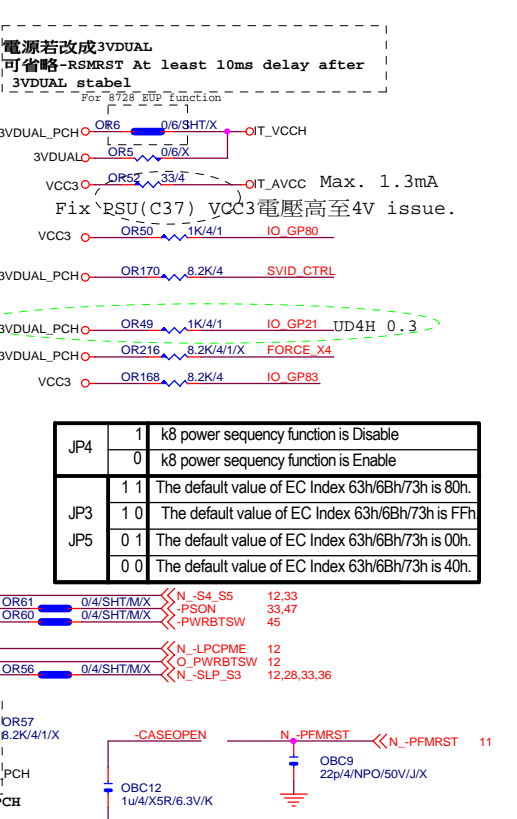 電源若改成3VDUAL
可省略-RSMRST At least 10ms delay after
3VDUAL stabel
For 8728 EUP function
3VDUAL_PCH OR6 0/6/SHT/X IT_VCCH
3VDUAL OR5 0/6/X
VCC3 OR52 33/4 IT_AVCC Max. 1.3mA
Fix PSU(C37) VCC3電壓高至4V issue.
VCC3 OR50 1K/4/1 IO_GP80
3VDUAL_PCH OR170 8.2K/4 SVID_CTRL
3VDUAL_PCH OR49 1K/4/1 IO_GP21 UD4H 0.3
3VDUAL_PCH OR216 8.2K/4/1/X FORCE_X4
VCC3 OR168 8.2K/4 IO_GP83
JP4 1 k8 power sequency function is Disable
0 k8 power sequency function is Enable
1 1 The default value of EC Index 63h/6Bh/73h is 80h.
JP3 1 0 The default value of EC Index 63h/6Bh/73h is FFh.
JP5 0 1 The default value of EC Index 63h/6Bh/73h is 00h.
0 0 The default value of EC Index 63h/6Bh/73h is 40h.
OR61 0/4/SHT/M/X N_-S4_S5 12,33
OR60 0/4/SHT/M/X -PSON 33,47
-PWRBTSW 45
N_-LPCPME 12
O_PWRBTSW 12
OR56 0/4/SHT/M/X N_-SLP_S3 12,28,33,36
OR57
8.2K/4/1/X
-CASEOPEN N_-PFMRST N_-PFMRST 11
OBC9
22p/4/NPO/50V/J/X
PCH
OBC12
1u/4/X5R/6.3V/K